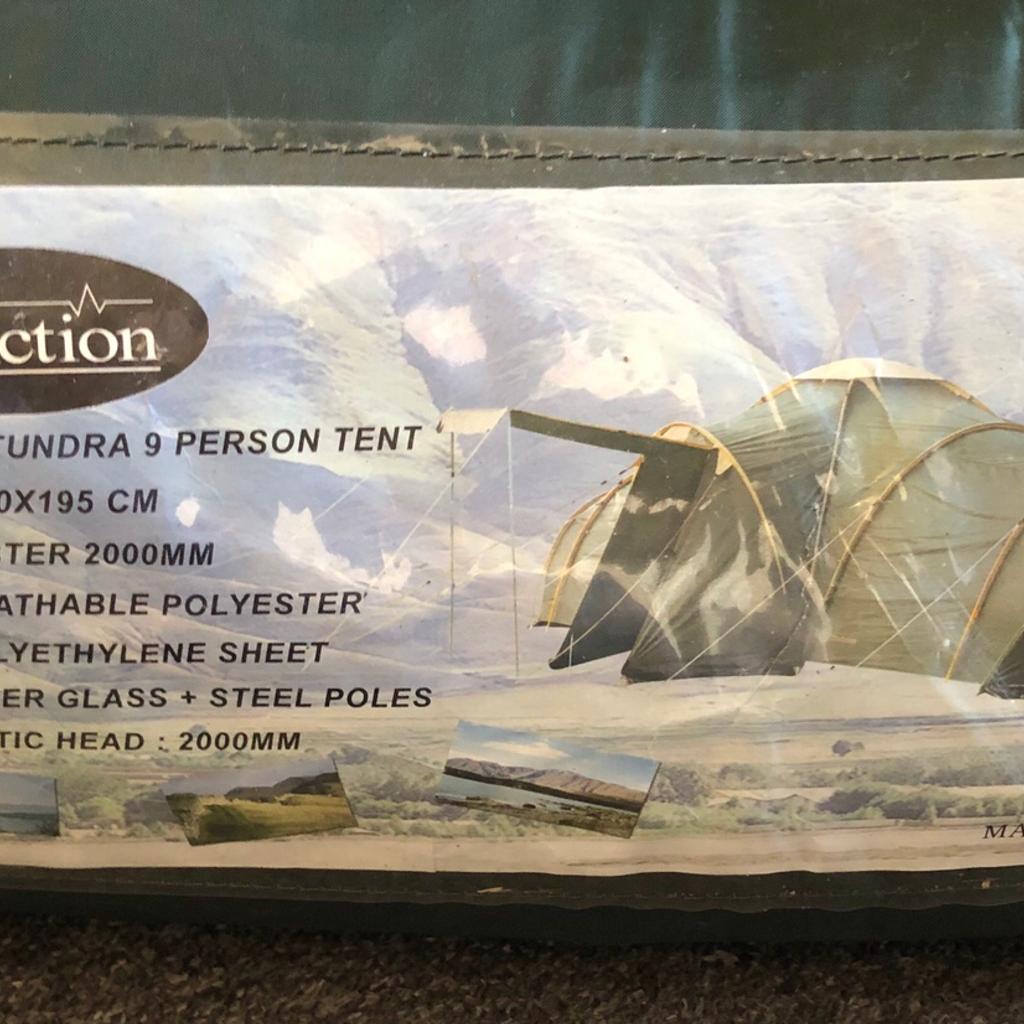 ction
TUNDRA 9 PERSON TENT
0X195 CM
STER 2000MM
ATHABLE POLYESTER
LYETHYLENE SHEET
ER GLASS + STEEL POLES
TIC HEAD : 2000MM
MA